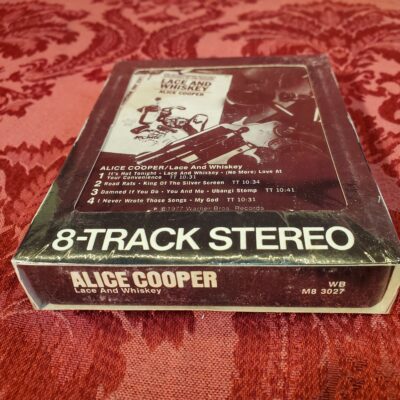 LACE AND
WHISKEY
ALICE COOPER
ALICE COOPER/Lace And Whiskey
1 It's Hot Tonight - Lace And Whiskey - (No More) Love At
Your Convenience TT 10:31
2 Road Rats - King Of The Silver Screen TT 10:34
3 Damned If You Do - You And Me - Ubangi Stomp TT 10:41
4 I Never Wrote Those Songs - My God TT 10:31
℗ © 1977 Warner Bros. Records
8-TRACK STEREO
ALICE COOPER
Lace And Whiskey
WB
M8 3027